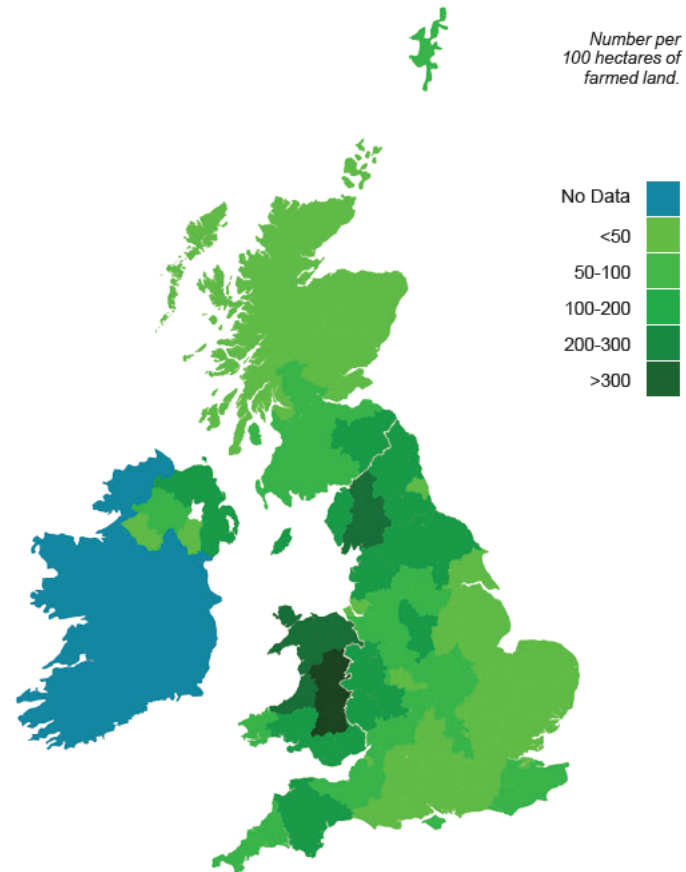 Number per
100 hectares of
farmed land.
No Data
<50
50-100
100-200
200-300
>300